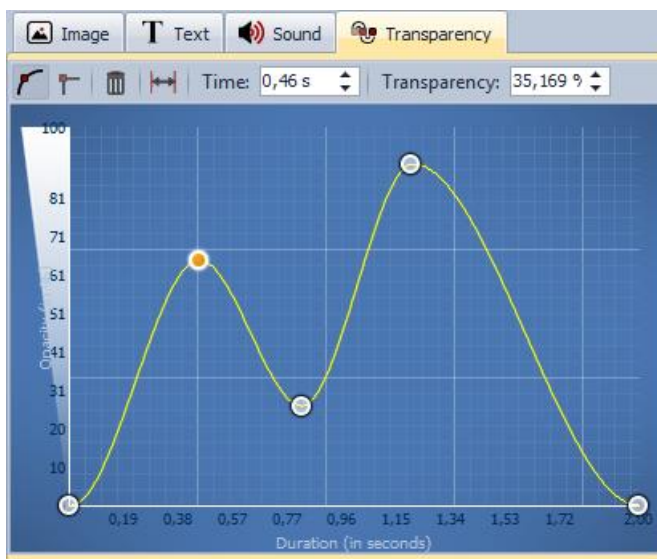 Image Text Sound Transparency
Time: 0,46 s Transparency: 35,169 %
100
81
71
61
51
41
31
20
10
0,19 0,38 0,57 0,77 0,96 1,15 1,34 1,53 1,72 2,00
Duration (in seconds)